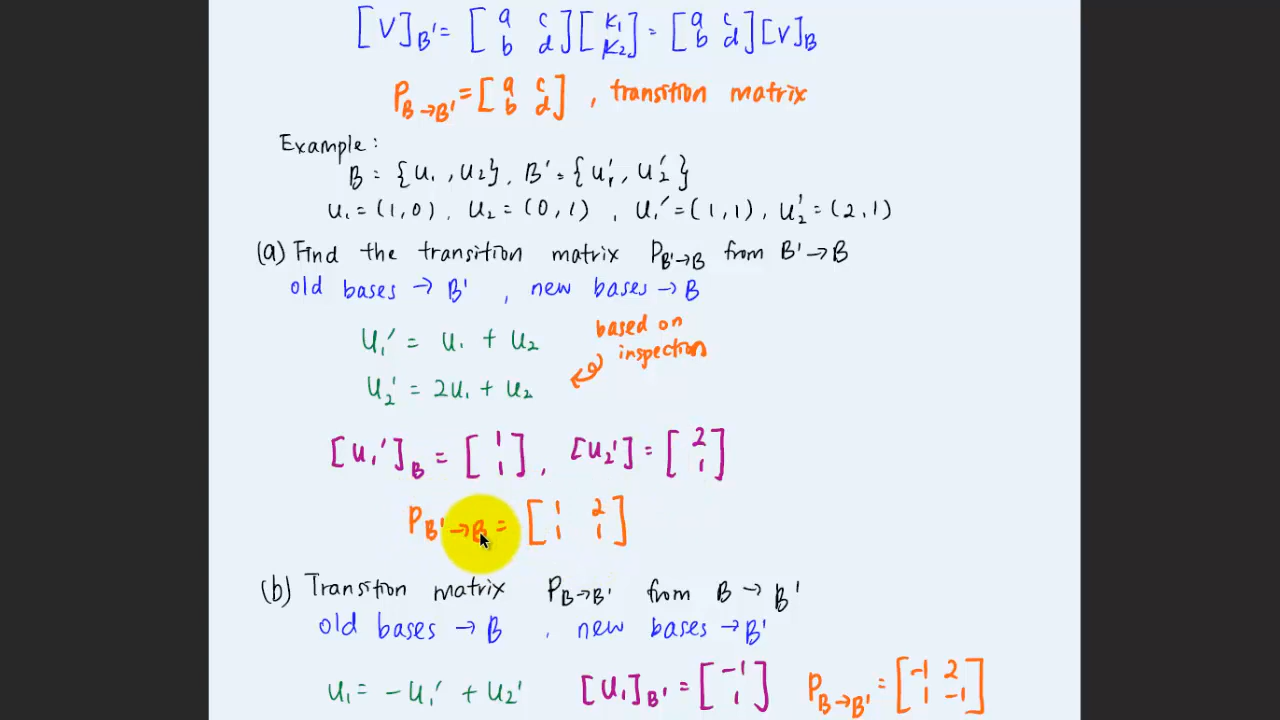 [V]B' = [a c; b d][k1; k2] = [a c; b d][V]B
PB→B' = [a c; b d] , transition matrix
Example:
B = {u1, u2}, B' = {u1', u2'}
u1 = (1,0), u2 = (0,1), u1' = (1,1), u2' = (2,1)
(a) Find the transition matrix PB'→B from B' → B
old bases → B' , new bases → B
u1' = u1 + u2
based on
inspection
u2' = 2u1 + u2
[u1']B = [1; 1], [u2'] = [2; 1]
PB'→B = [1 2; 1 1]
(b) Transition matrix PB→B' from B → B'
old bases → B , new bases → B'
u1 = -u1' + u2' [u1]B' = [-1; 1] PB→B' = [-1 2; 1 -1]